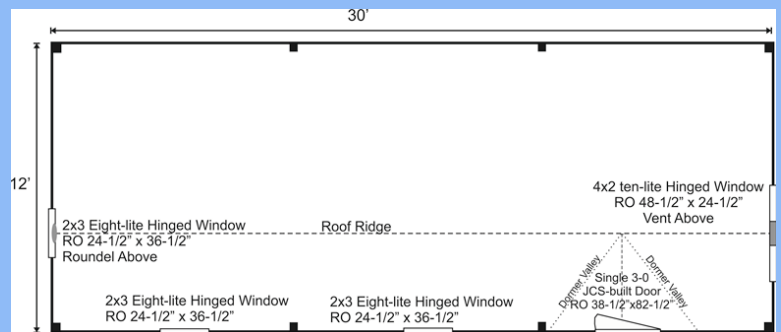 30’
12’
4x2 ten-lite Hinged Window
RO 48-1/2” x 24-1/2”
Vent Above
2x3 Eight-lite Hinged Window
RO 24-1/2” x 36-1/2”
Roundel Above
Roof Ridge
Dormer Valley
Dormer Valley
Single 3-0
JCS-built Door
RO 38-1/2”x82-1/2”
2x3 Eight-lite Hinged Window
RO 24-1/2” x 36-1/2”
2x3 Eight-lite Hinged Window
RO 24-1/2” x 36-1/2”